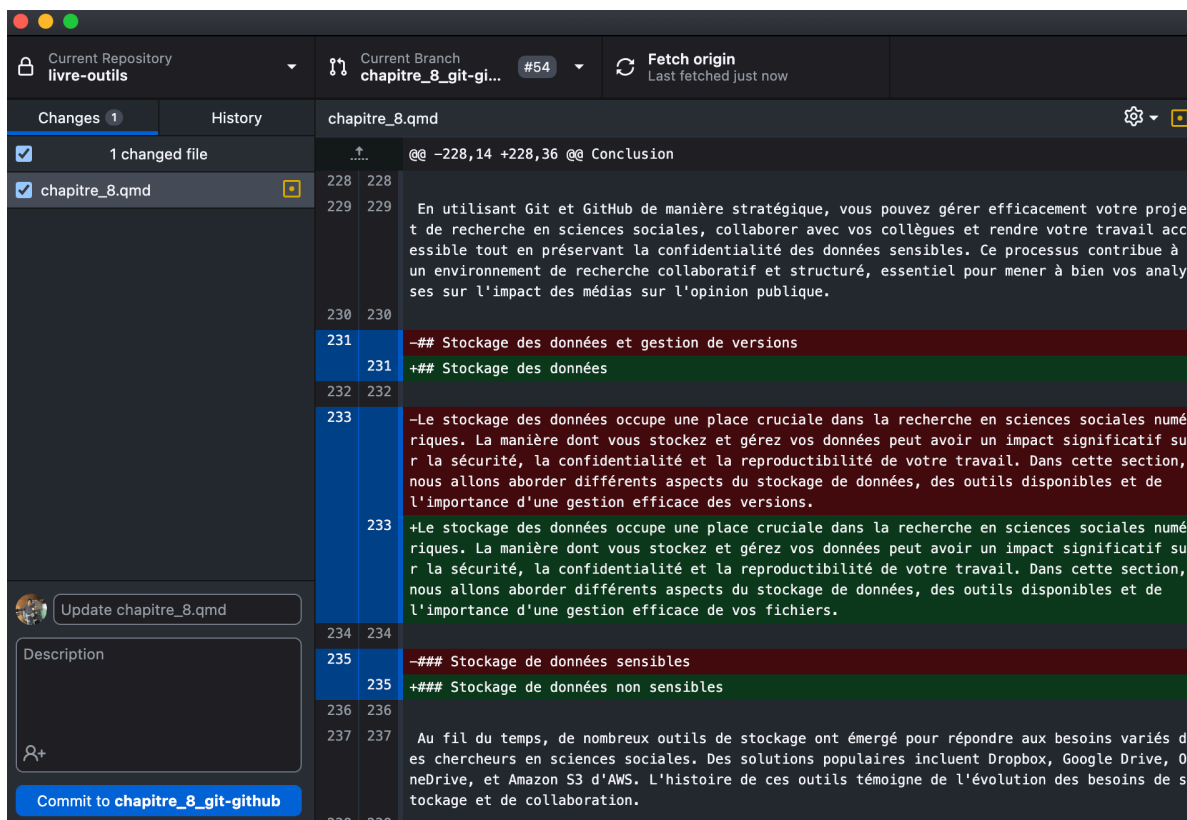 Current Repository
livre-outils
Current Branch
chapitre_8_git-gi...
#54
Fetch origin
Last fetched just now
Changes 1
History
chapitre_8.qmd
1 changed file
@@ -228,14 +228,36 @@ Conclusion
chapitre_8.qmd
228 228
229 229 En utilisant Git et GitHub de manière stratégique, vous pouvez gérer efficacement votre proje
t de recherche en sciences sociales, collaborer avec vos collègues et rendre votre travail acc
essible tout en préservant la confidentialité des données sensibles. Ce processus contribue à
un environnement de recherche collaboratif et structuré, essentiel pour mener à bien vos analy
ses sur l'impact des médias sur l'opinion publique.
230 230
231 -## Stockage des données et gestion de versions
231 +## Stockage des données
232 232
233 -Le stockage des données occupe une place cruciale dans la recherche en sciences sociales numé
riques. La manière dont vous stockez et gérez vos données peut avoir un impact significatif su
r la sécurité, la confidentialité et la reproductibilité de votre travail. Dans cette section,
nous allons aborder différents aspects du stockage de données, des outils disponibles et de
l'importance d'une gestion efficace des versions.
233 +Le stockage des données occupe une place cruciale dans la recherche en sciences sociales numé
riques. La manière dont vous stockez et gérez vos données peut avoir un impact significatif su
r la sécurité, la confidentialité et la reproductibilité de votre travail. Dans cette section,
nous allons aborder différents aspects du stockage de données, des outils disponibles et de
l'importance d'une gestion efficace de vos fichiers.
234 234
235 -### Stockage de données sensibles
235 +### Stockage de données non sensibles
236 236
237 237 Au fil du temps, de nombreux outils de stockage ont émergé pour répondre aux besoins variés d
es chercheurs en sciences sociales. Des solutions populaires incluent Dropbox, Google Drive, O
neDrive, et Amazon S3 d'AWS. L'histoire de ces outils témoigne de l'évolution des besoins de s
tockage et de collaboration.
Update chapitre_8.qmd
Description
Commit to chapitre_8_git-github